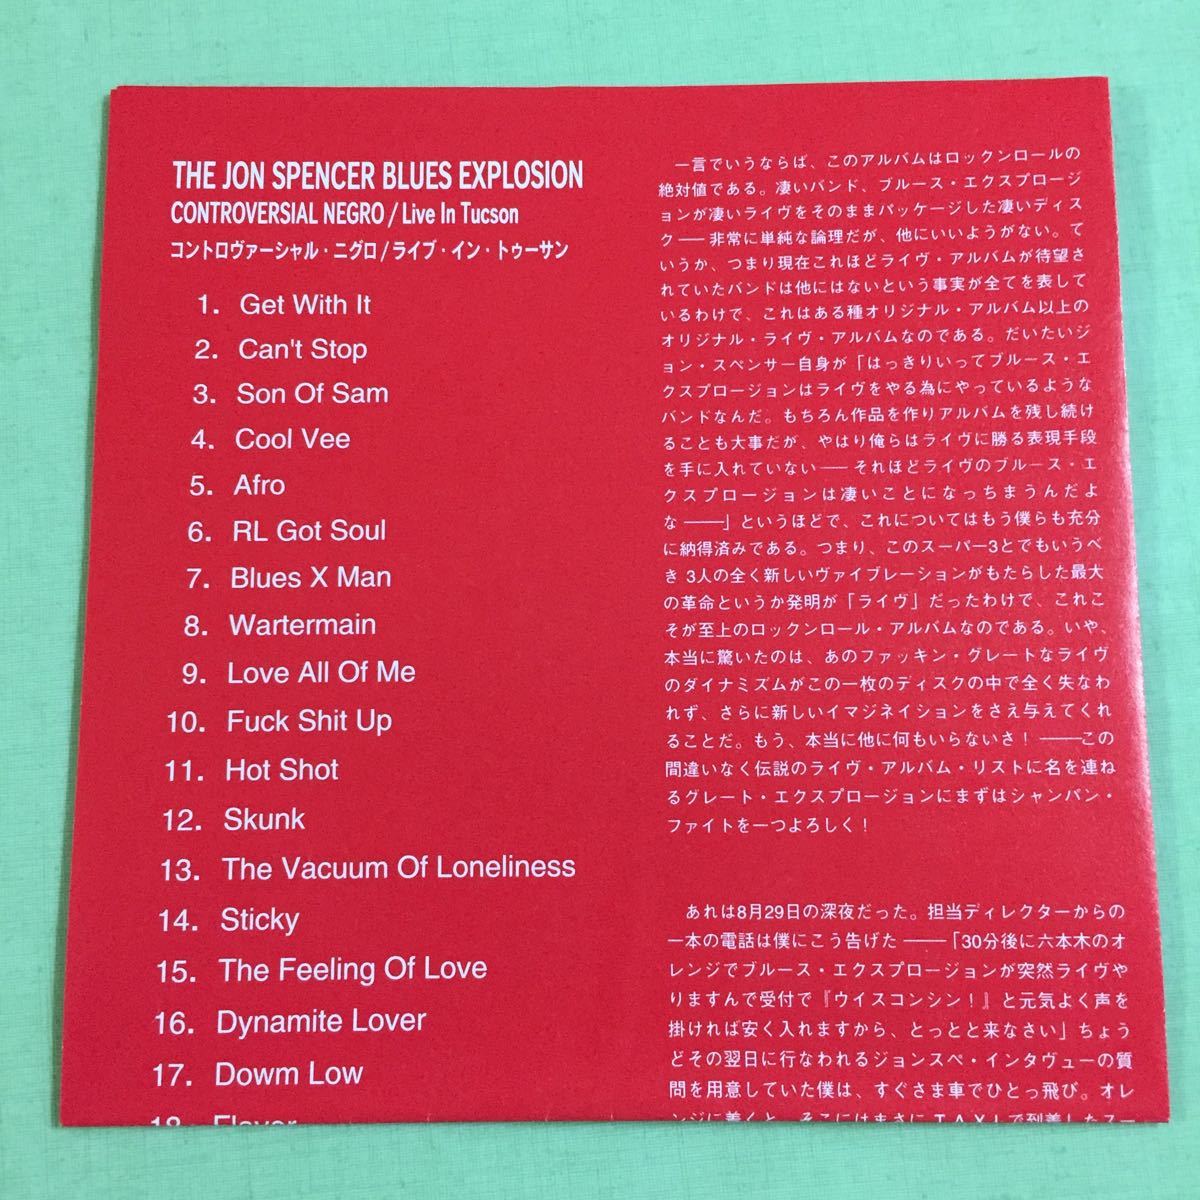 THE JON SPENCER BLUES EXPLOSION
CONTROVERSIAL NEGRO / Live In Tucson
コントロヴァーシャル・ニグロ / ライブ・イン・トゥーサン
1. Get With It
2. Can't Stop
3. Son Of Sam
4. Cool Vee
5. Afro
6. RL Got Soul
7. Blues X Man
8. Wartermain
9. Love All Of Me
10. Fuck Shit Up
11. Hot Shot
12. Skunk
13. The Vacuum Of Loneliness
14. Sticky
15. The Feeling Of Love
16. Dynamite Lover
17. Dowm Low
18. Flavor
一言でいうならば、このアルバムはロックンロールの
絶対値である。凄いバンド、ブルース・エクスプロージ
ョンが凄いライヴをそのままパッケージした凄いディス
ク── 非常に単純な論理だが、他にいいようがない。て
いうか、つまり現在これほどライヴ・アルバムが待望さ
れていたバンドは他にはないという事実が全てを表して
いるわけで、これはある種オリジナル・アルバム以上の
オリジナル・ライヴ・アルバムなのである。だいたいジ
ョン・スペンサー自身が「はっきりいってブルース・エ
クスプロージョンはライヴをやる為にやっているような
バンドなんだ。もちろん作品を作りアルバムを残し続け
ることも大事だが、やはり俺らはライヴに勝る表現手段
を手に入れていない── それほどライヴのブルース・エ
クスプロージョンは凄いことになっちまうんだよ
な───」というほどで、これについてはもう僕らも充分
に納得済みである。つまり、このスーパー3とでもいうべ
き 3人の全く新しいヴァイブレーションがもたらした最大
の革命というか発明が「ライヴ」だったわけで、これこ
そが至上のロックンロール・アルバムなのである。いや、
本当に驚いたのは、あのファッキン・グレートなライヴ
のダイナミズムがこの一枚のディスクの中で全く失なわ
れず、さらに新しいイマジネイションをさえ与えてくれ
ることだ。もう、本当に他に何もいらないさ！ ───この
間違いなく伝説のライヴ・アルバム・リストに名を連ね
るグレート・エクスプロージョンにまずはシャンパン・
ファイトを一つよろしく！
あれは8月29日の深夜だった。担当ディレクターからの
一本の電話は僕にこう告げた ───「30分後に六本木のオ
レンジでブルース・エクスプロージョンが突然ライヴや
りますんで受付で『ウイスコンシン！』と元気よく声を
掛ければ安く入れますから、とっとと来なさい」ちょう
どその翌日に行なわれるジョンスペ・インタヴューの質
問を用意していた僕は、すぐさま車でひとっ飛び。オレ
ンジに着くと、そこにはまさに TAXI で到着したスー